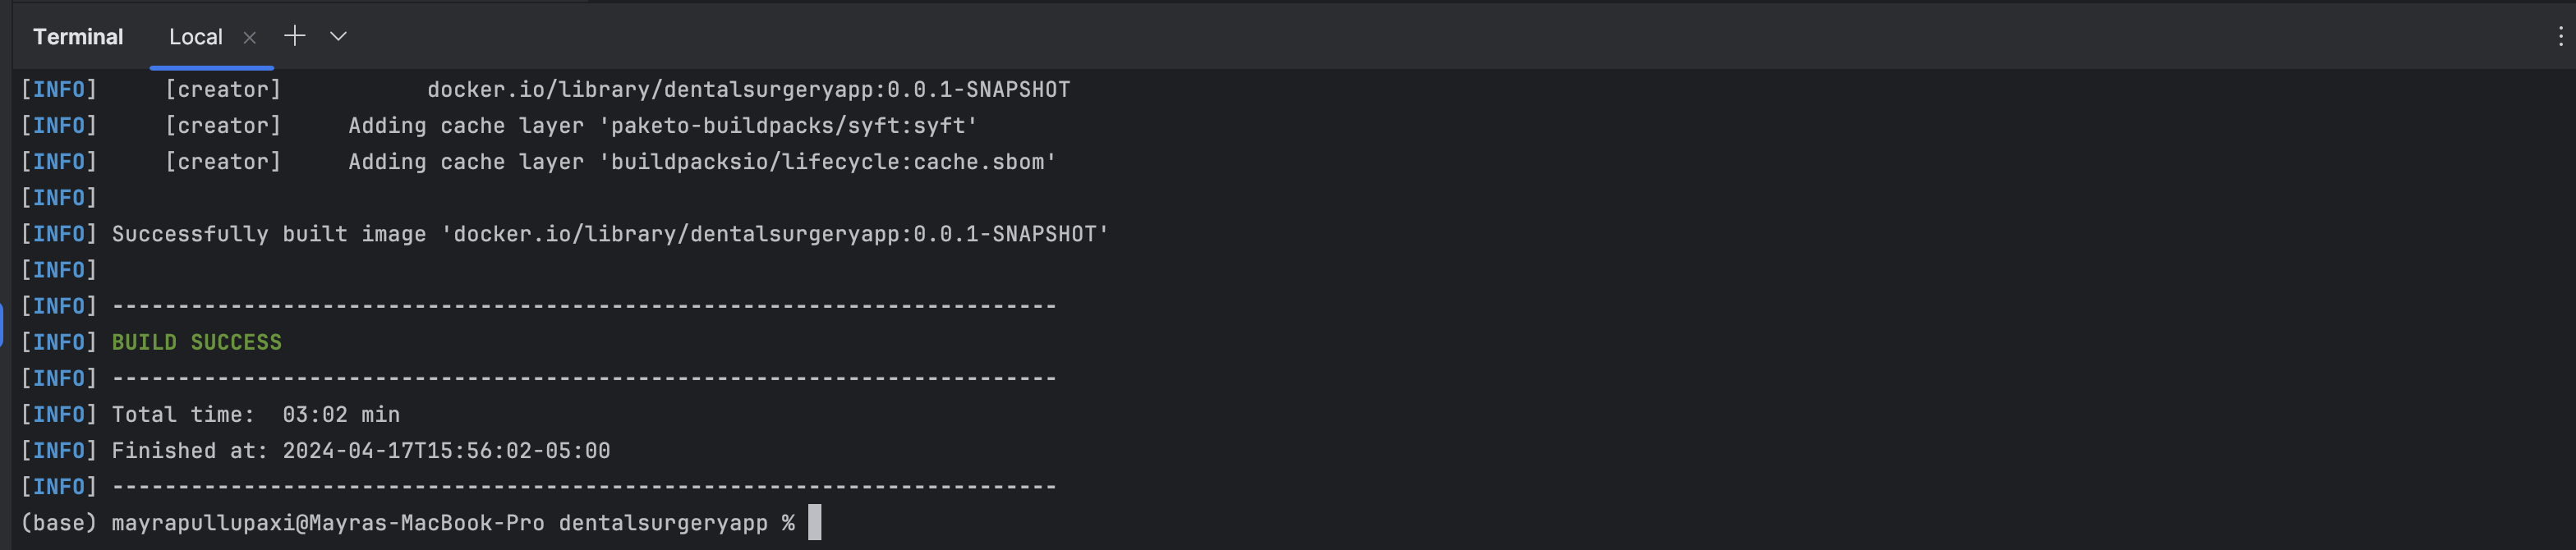 Terminal Local
[INFO]     [creator]           docker.io/library/dentalsurgeryapp:0.0.1-SNAPSHOT
[INFO]     [creator]     Adding cache layer 'paketo-buildpacks/syft:syft'
[INFO]     [creator]     Adding cache layer 'buildpacksio/lifecycle:cache.sbom'
[INFO]
[INFO] Successfully built image 'docker.io/library/dentalsurgeryapp:0.0.1-SNAPSHOT'
[INFO]
[INFO] ------------------------------------------------------------------------
[INFO] BUILD SUCCESS
[INFO] ------------------------------------------------------------------------
[INFO] Total time:  03:02 min
[INFO] Finished at: 2024-04-17T15:56:02-05:00
[INFO] ------------------------------------------------------------------------
(base) mayrapullupaxi@Mayras-MacBook-Pro dentalsurgeryapp %